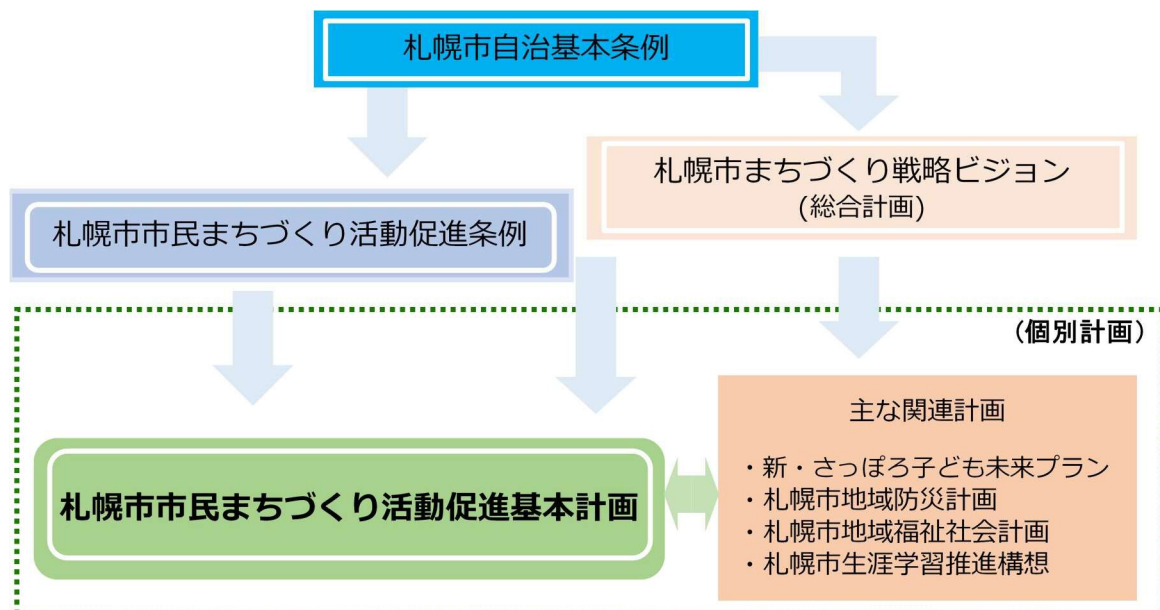 札幌市自治基本条例
札幌市まちづくり戦略ビジョン
(総合計画)
札幌市市民まちづくり活動促進条例
(個別計画)
主な関連計画
・新・さっぽろ子ども未来プラン
・札幌市地域防災計画
・札幌市地域福祉社会計画
・札幌市生涯学習推進構想
札幌市市民まちづくり活動促進基本計画